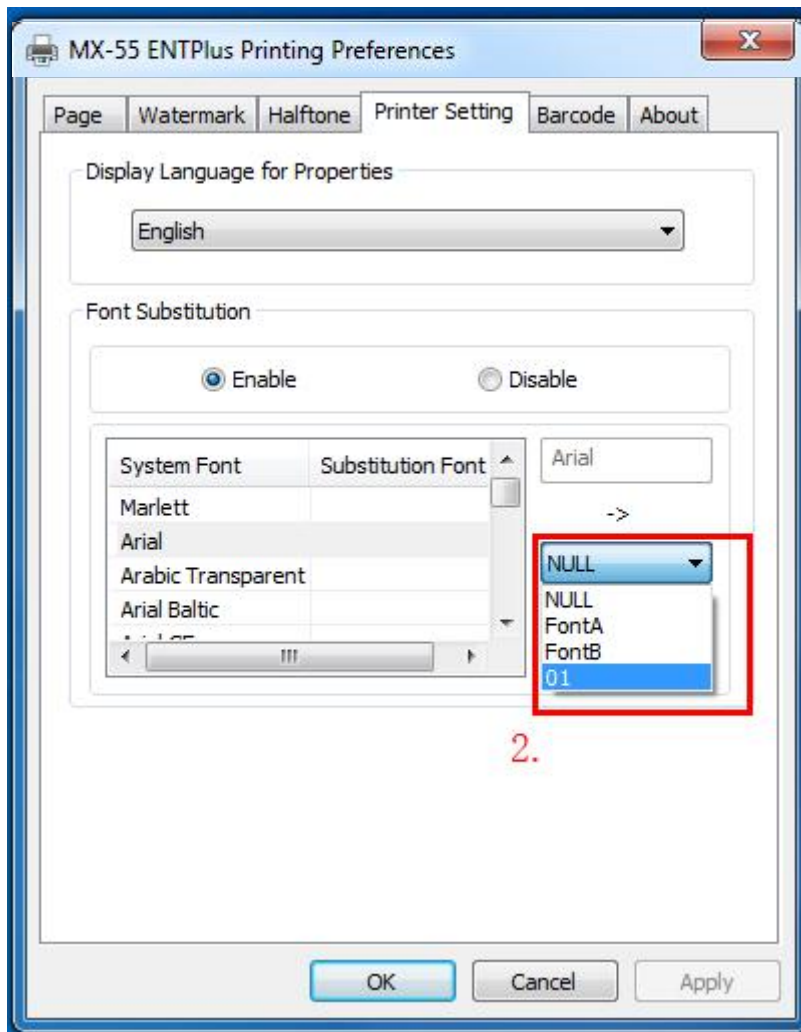 MX-55 ENTPlus Printing Preferences
Page Watermark Halftone Printer Setting Barcode About
Display Language for Properties
English
Font Substitution
Enable Disable
System Font Substitution Font Arial
Marlett ->
Arial
Arabic Transparent NULL
Arial Baltic NULL
FontA
FontB
01
2.
OK Cancel Apply